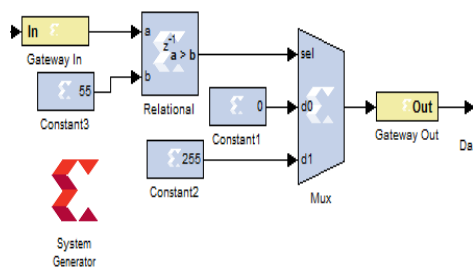 In
Gateway In
a
b
z-1
a > b
Relational
55
Constant3
0
Constant1
255
Constant2
sel
d0
d1
Mux
Out
Gateway Out
Da
System
Generator